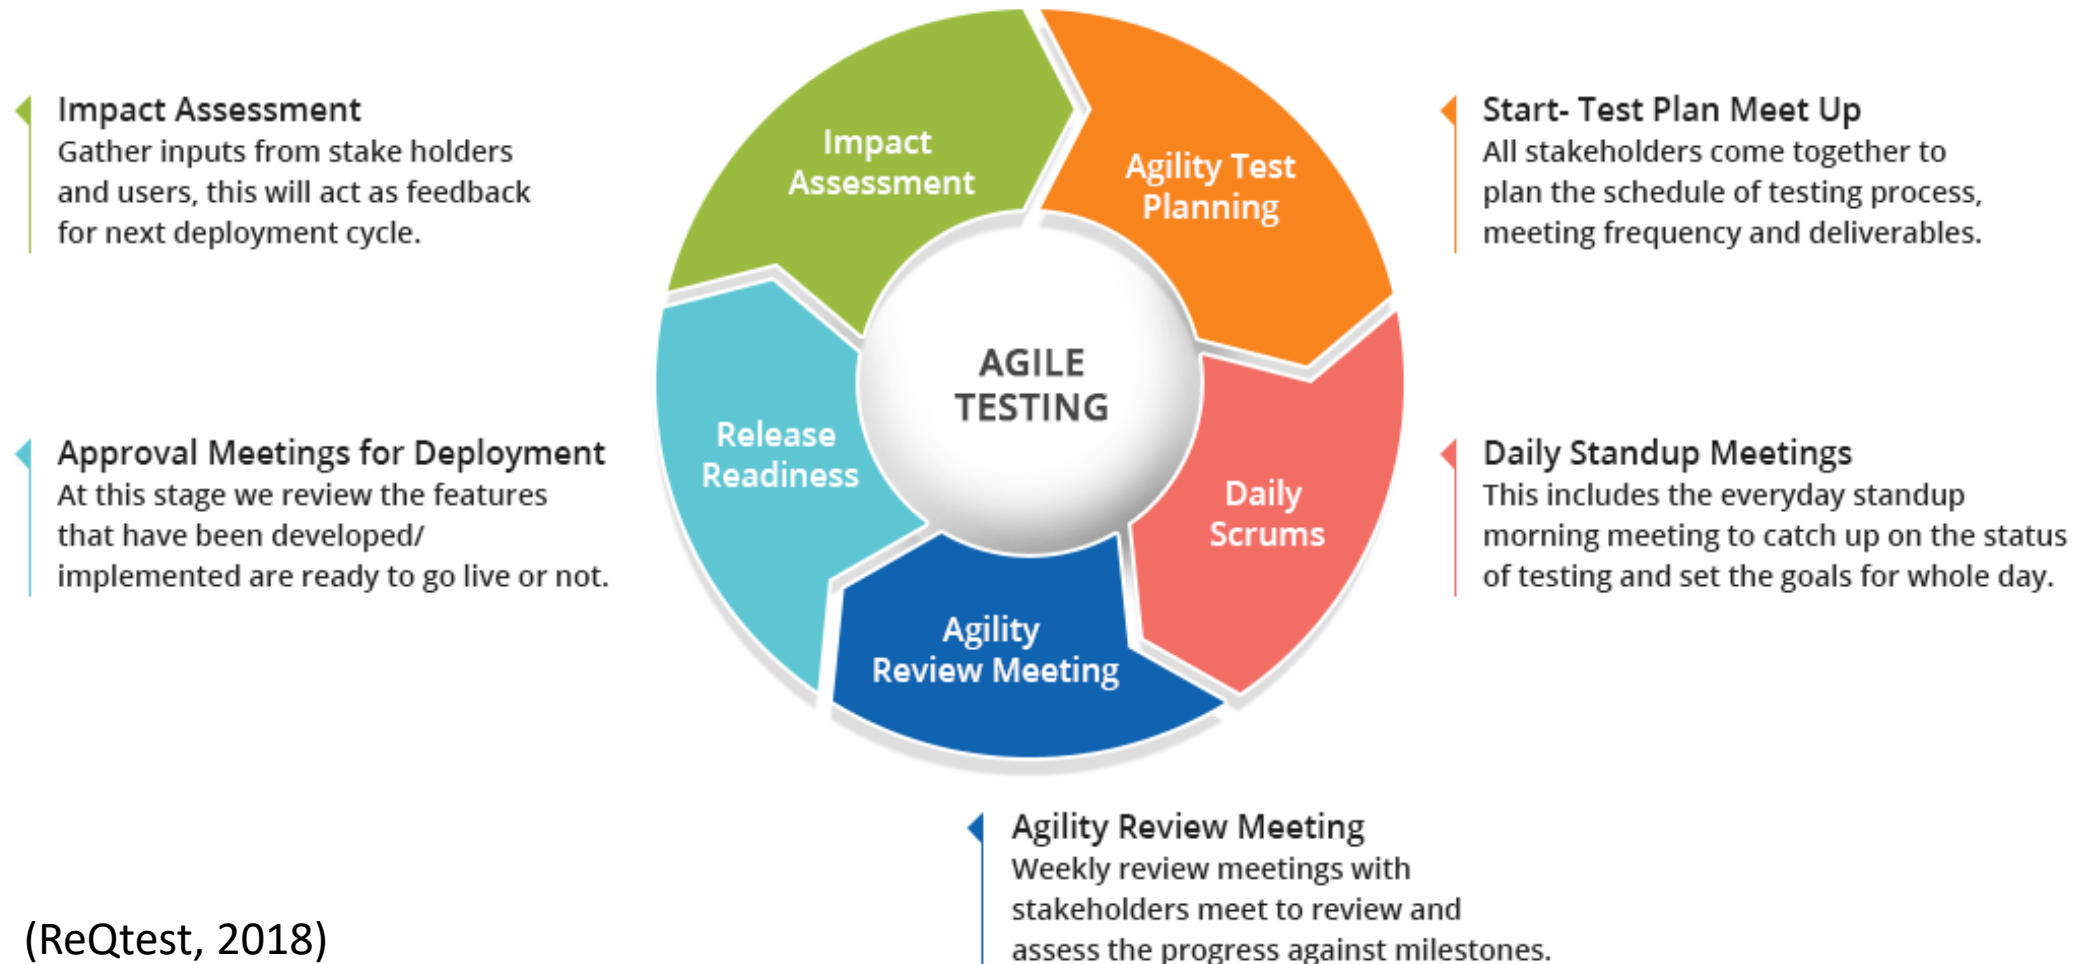 Impact Assessment
Gather inputs from stake holders
and users, this will act as feedback
for next deployment cycle.
Approval Meetings for Deployment
At this stage we review the features
that have been developed/
implemented are ready to go live or not.
Impact
Assessment
Agility Test
Planning
AGILE
TESTING
Release
Readiness
Daily
Scrums
Agility
Review Meeting
Start- Test Plan Meet Up
All stakeholders come together to
plan the schedule of testing process,
meeting frequency and deliverables.
Daily Standup Meetings
This includes the everyday standup
morning meeting to catch up on the status
of testing and set the goals for whole day.
Agility Review Meeting
Weekly review meetings with
stakeholders meet to review and
assess the progress against milestones.
(ReQtest, 2018)